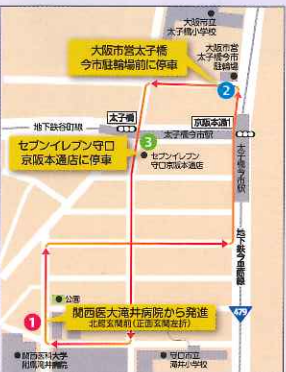 大阪市立
太子橋小学校
大阪市営太子橋
今市駐輪場前に停車
大阪市営
太子橋今市
駐輪場
2
太子橋
京阪本通1
地下鉄谷町線
太子橋今市駅
3
セブンイレブン守口
京阪本通店に停車
セブンイレブン
守口京阪本通店
太子橋今市駅
地下鉄今里筋線
公園
479
1
関西医大滝井病院から発進
北館玄関前(正面玄関左折)
関西医科大学
附属滝井病院
守口市立
滝井小学校